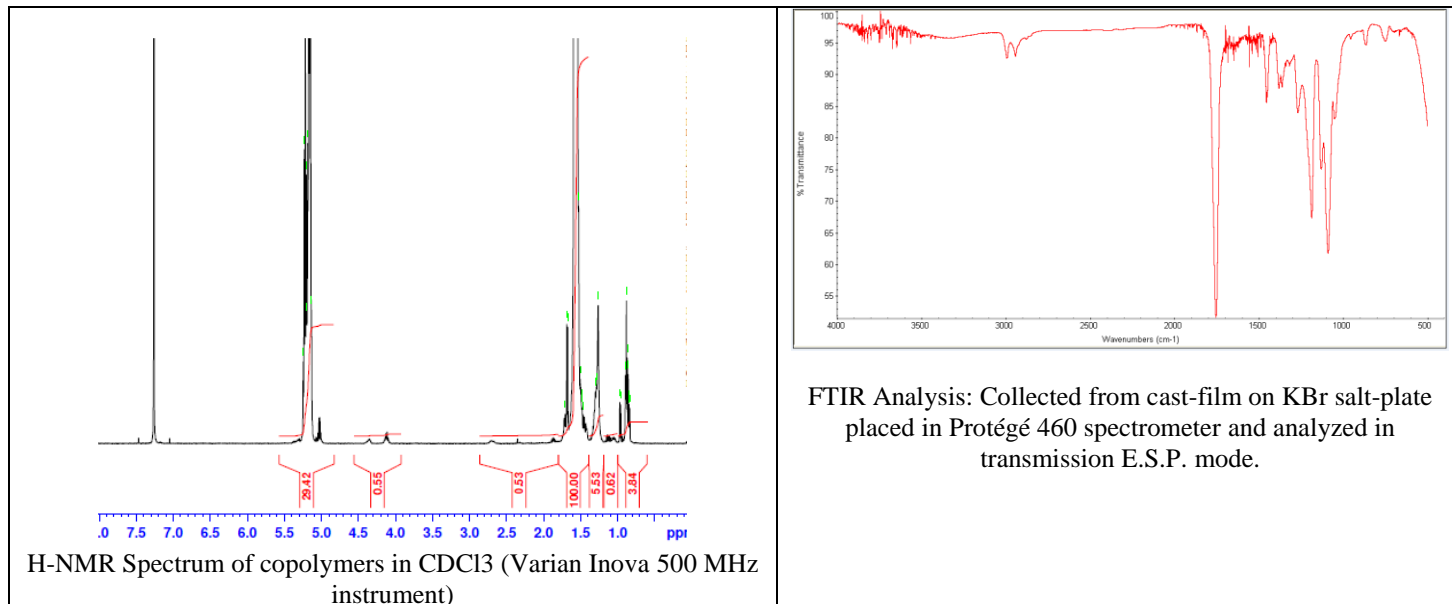 29.42
0.55
0.53
100.00
5.53
0.62
3.84
.0 7.5 7.0 6.5 6.0 5.5 5.0 4.5 4.0 3.5 3.0 2.5 2.0 1.5 1.0 ppm
H-NMR Spectrum of copolymers in CDCl3 (Varian Inova 500 MHz
instrument)
100
95
90
85
80
75
70
65
60
55
%Transmittance
4000 3500 3000 2500 2000 1500 1000 500
Wavenumbers (cm-1)
FTIR Analysis: Collected from cast-film on KBr salt-plate
placed in Protégé 460 spectrometer and analyzed in
transmission E.S.P. mode.